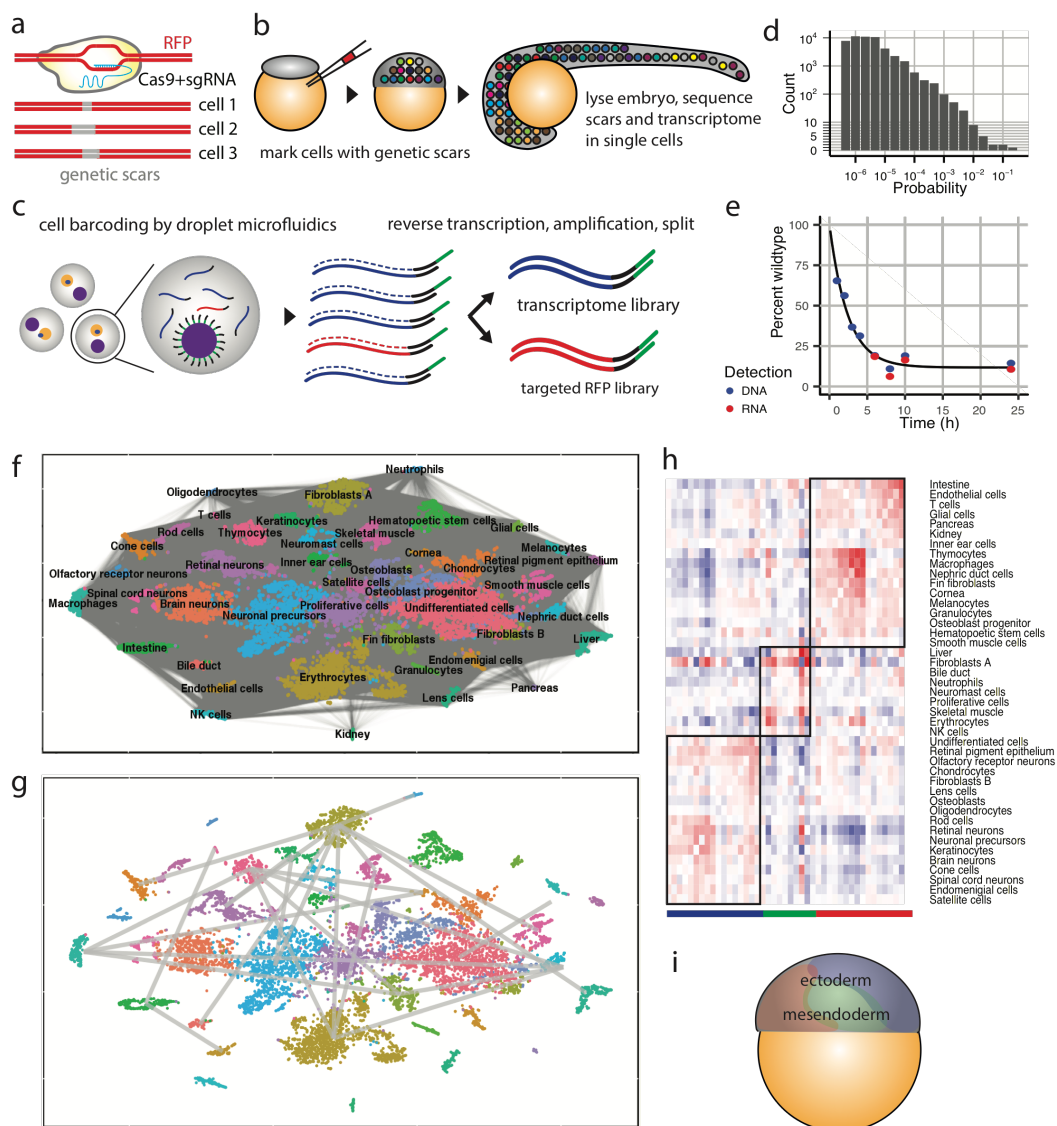 a
RFP
Cas9+sgRNA
cell 1
cell 2
cell 3
genetic scars
b
mark cells with genetic scars
lyse embryo, sequence
scars and transcriptome
in single cells
c
cell barcoding by droplet microfluidics
reverse transcription, amplification, split
transcriptome library
targeted RFP library
d
Count
10⁴
10³
10²
10
5
0
10⁻⁶
10⁻⁵
10⁻⁴
10⁻³
10⁻²
10⁻¹
Probability
e
Percent wildtype
100
75
50
25
0
0
5
10
15
20
25
Time (h)
Detection
DNA
RNA
f
Neutrophils
Oligodendrocytes
Fibroblasts A
T cells
Keratinocytes
Hematopoetic stem cells
Rod cells
Thymocytes
Skeletal muscle
Glial cells
Cone cells
Neuromast cells
Cornea
Melanocytes
Retinal neurons
Inner ear cells
Osteoblasts
Chondrocytes
Retinal pigment epithelium
Olfactory receptor neurons
Satellite cells
Smooth muscle cells
Spinal cord neurons
Osteoblast progenitor
Macrophages
Brain neurons
Proliferative cells
Undifferentiated cells
Neuronal precursors
Nephric duct cells
Fin fibroblasts
Fibroblasts B
Liver
Intestine
Bile duct
Endomenigial cells
Granulocytes
Erythrocytes
Endothelial cells
Pancreas
Lens cells
NK cells
Kidney
g
h
Intestine
Endothelial cells
T cells
Glial cells
Pancreas
Kidney
Inner ear cells
Thymocytes
Macrophages
Nephric duct cells
Fin fibroblasts
Cornea
Melanocytes
Granulocytes
Osteoblast progenitor
Hematopoetic stem cells
Smooth muscle cells
Liver
Fibroblasts A
Bile duct
Neutrophils
Neuromast cells
Proliferative cells
Skeletal muscle
Erythrocytes
NK cells
Undifferentiated cells
Retinal pigment epithelium
Olfactory receptor neurons
Chondrocytes
Fibroblasts B
Lens cells
Osteoblasts
Oligodendrocytes
Rod cells
Retinal neurons
Neuronal precursors
Keratinocytes
Brain neurons
Cone cells
Spinal cord neurons
Endomenigial cells
Satellite cells
i
ectoderm
mesendoderm